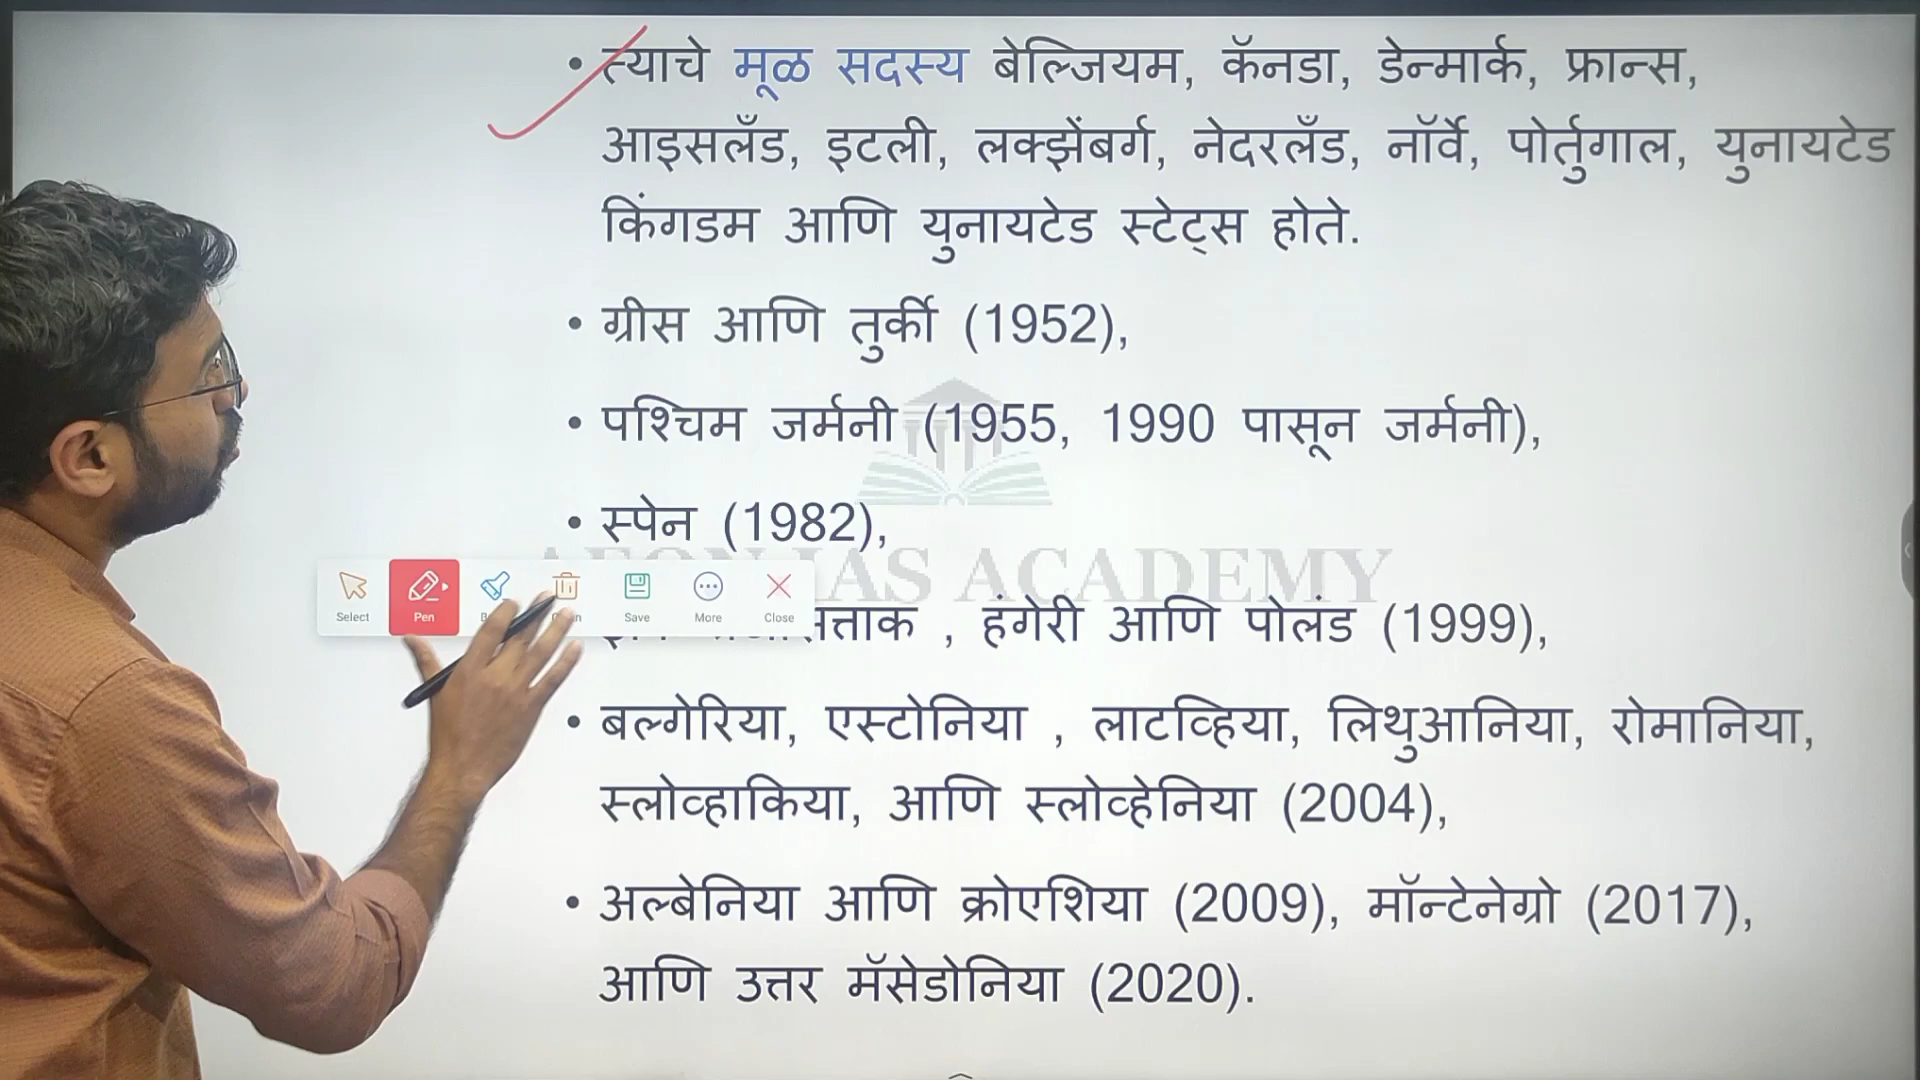 • त्याचे मूळ सदस्य बेल्जियम, कॅनडा, डेन्मार्क, फ्रान्स,
आइसलँड, इटली, लक्झेंबर्ग, नेदरलँड, नॉर्वे, पोर्तुगाल, युनायटेड
किंगडम आणि युनायटेड स्टेट्स होते.
• ग्रीस आणि तुर्की (1952),
• पश्चिम जर्मनी (1955, 1990 पासून जर्मनी),
• स्पेन (1982),
IAS ACADEMY
Select Pen Save More Close
, हंगेरी आणि पोलंड (1999),
• बल्गेरिया, एस्टोनिया , लाटव्हिया, लिथुआनिया, रोमानिया,
स्लोव्हाकिया, आणि स्लोव्हेनिया (2004),
• अल्बेनिया आणि क्रोएशिया (2009), मॉन्टेनेग्रो (2017),
आणि उत्तर मॅसेडोनिया (2020).